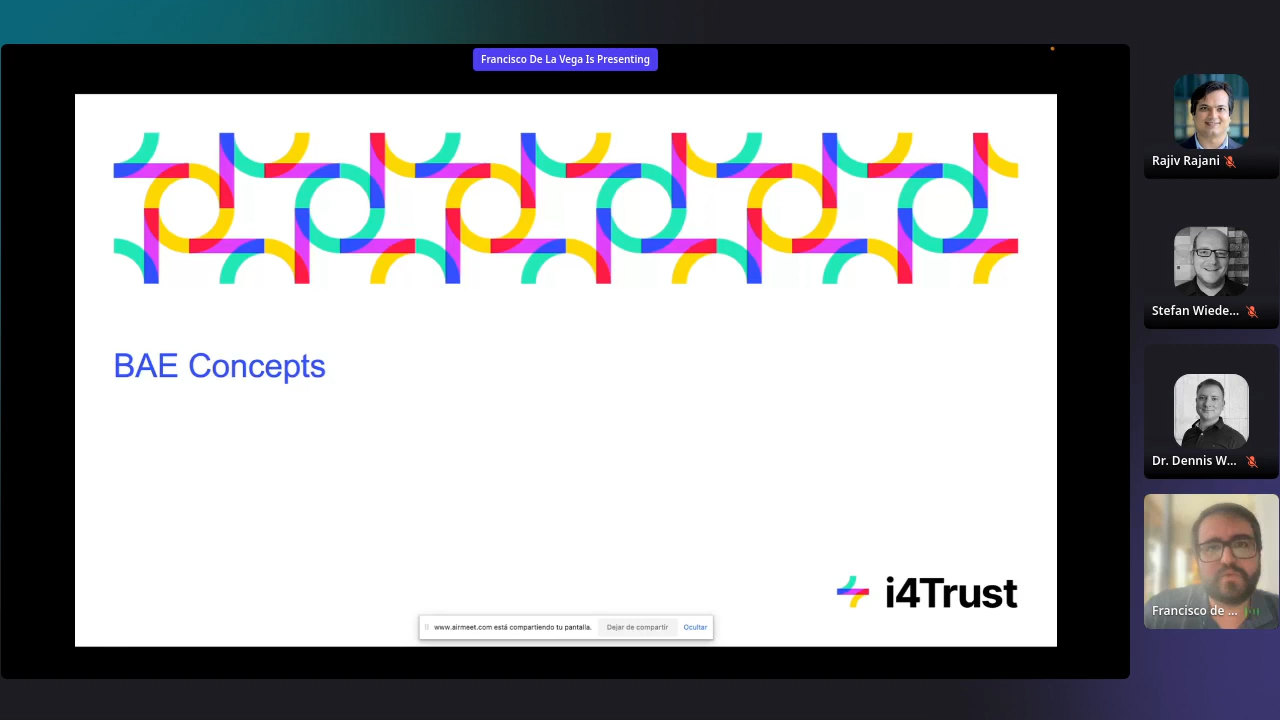 Francisco De La Vega Is Presenting
Rajiv Rajani
Stefan Wiede...
BAE Concepts
Dr. Dennis W...
i4Trust
Francisco de ...
www.airmeet.com está compartiendo tu pantalla.
Dejar de compartir
Ocultar